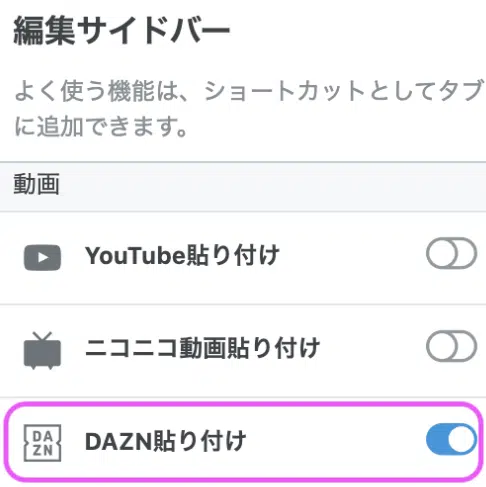 編集サイドバー
よく使う機能は、ショートカットとしてタブ
に追加できます。
動画
YouTube貼り付け
ニコニコ動画貼り付け
DA
ZN
DAZN貼り付け